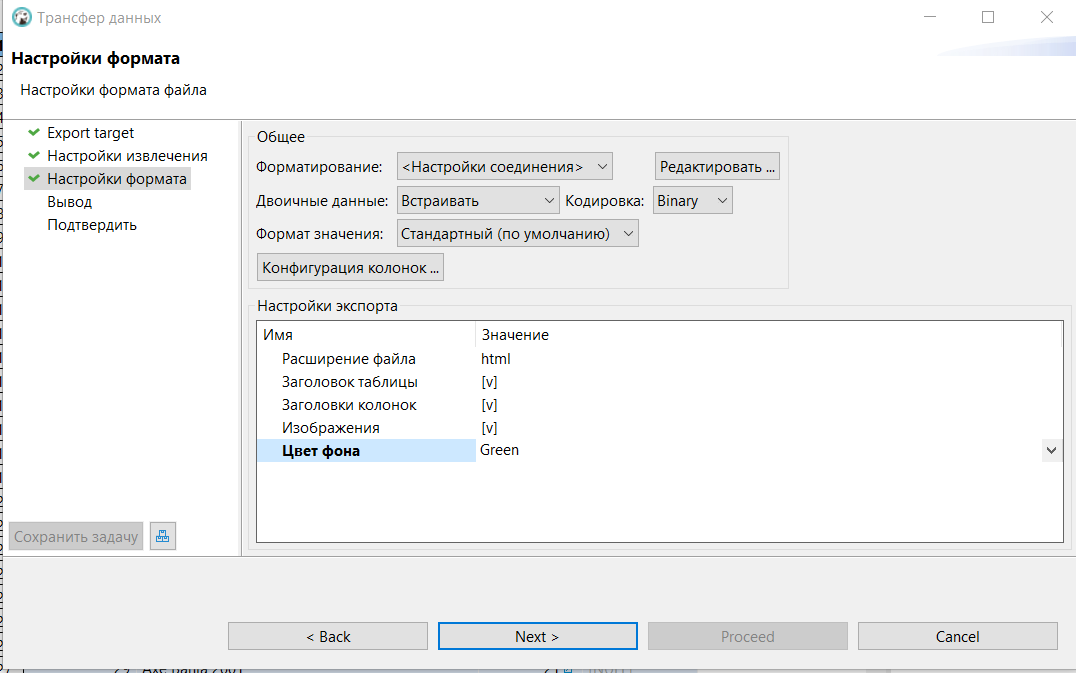 Трансфер данных
Настройки формата
Настройки формата файла
Export target
Настройки извлечения
Настройки формата
Вывод
Подтвердить
Сохранить задачу
Общее
Форматирование: <Настройки соединения> Редактировать ...
Двоичные данные: Встраивать Кодировка: Binary
Формат значения: Стандартный (по умолчанию)
Конфигурация колонок ...
Настройки экспорта
Имя Значение
Расширение файла html
Заголовок таблицы [v]
Заголовки колонок [v]
Изображения [v]
Цвет фона Green
< Back Next > Proceed Cancel